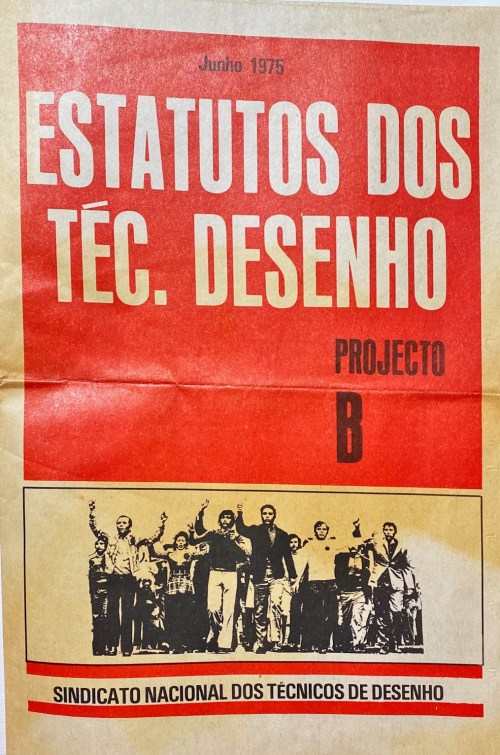 Junho 1975
ESTATUTOS DOS
TÉC. DESENHO
PROJECTO
B
SINDICATO NACIONAL DOS TÉCNICOS DE DESENHO